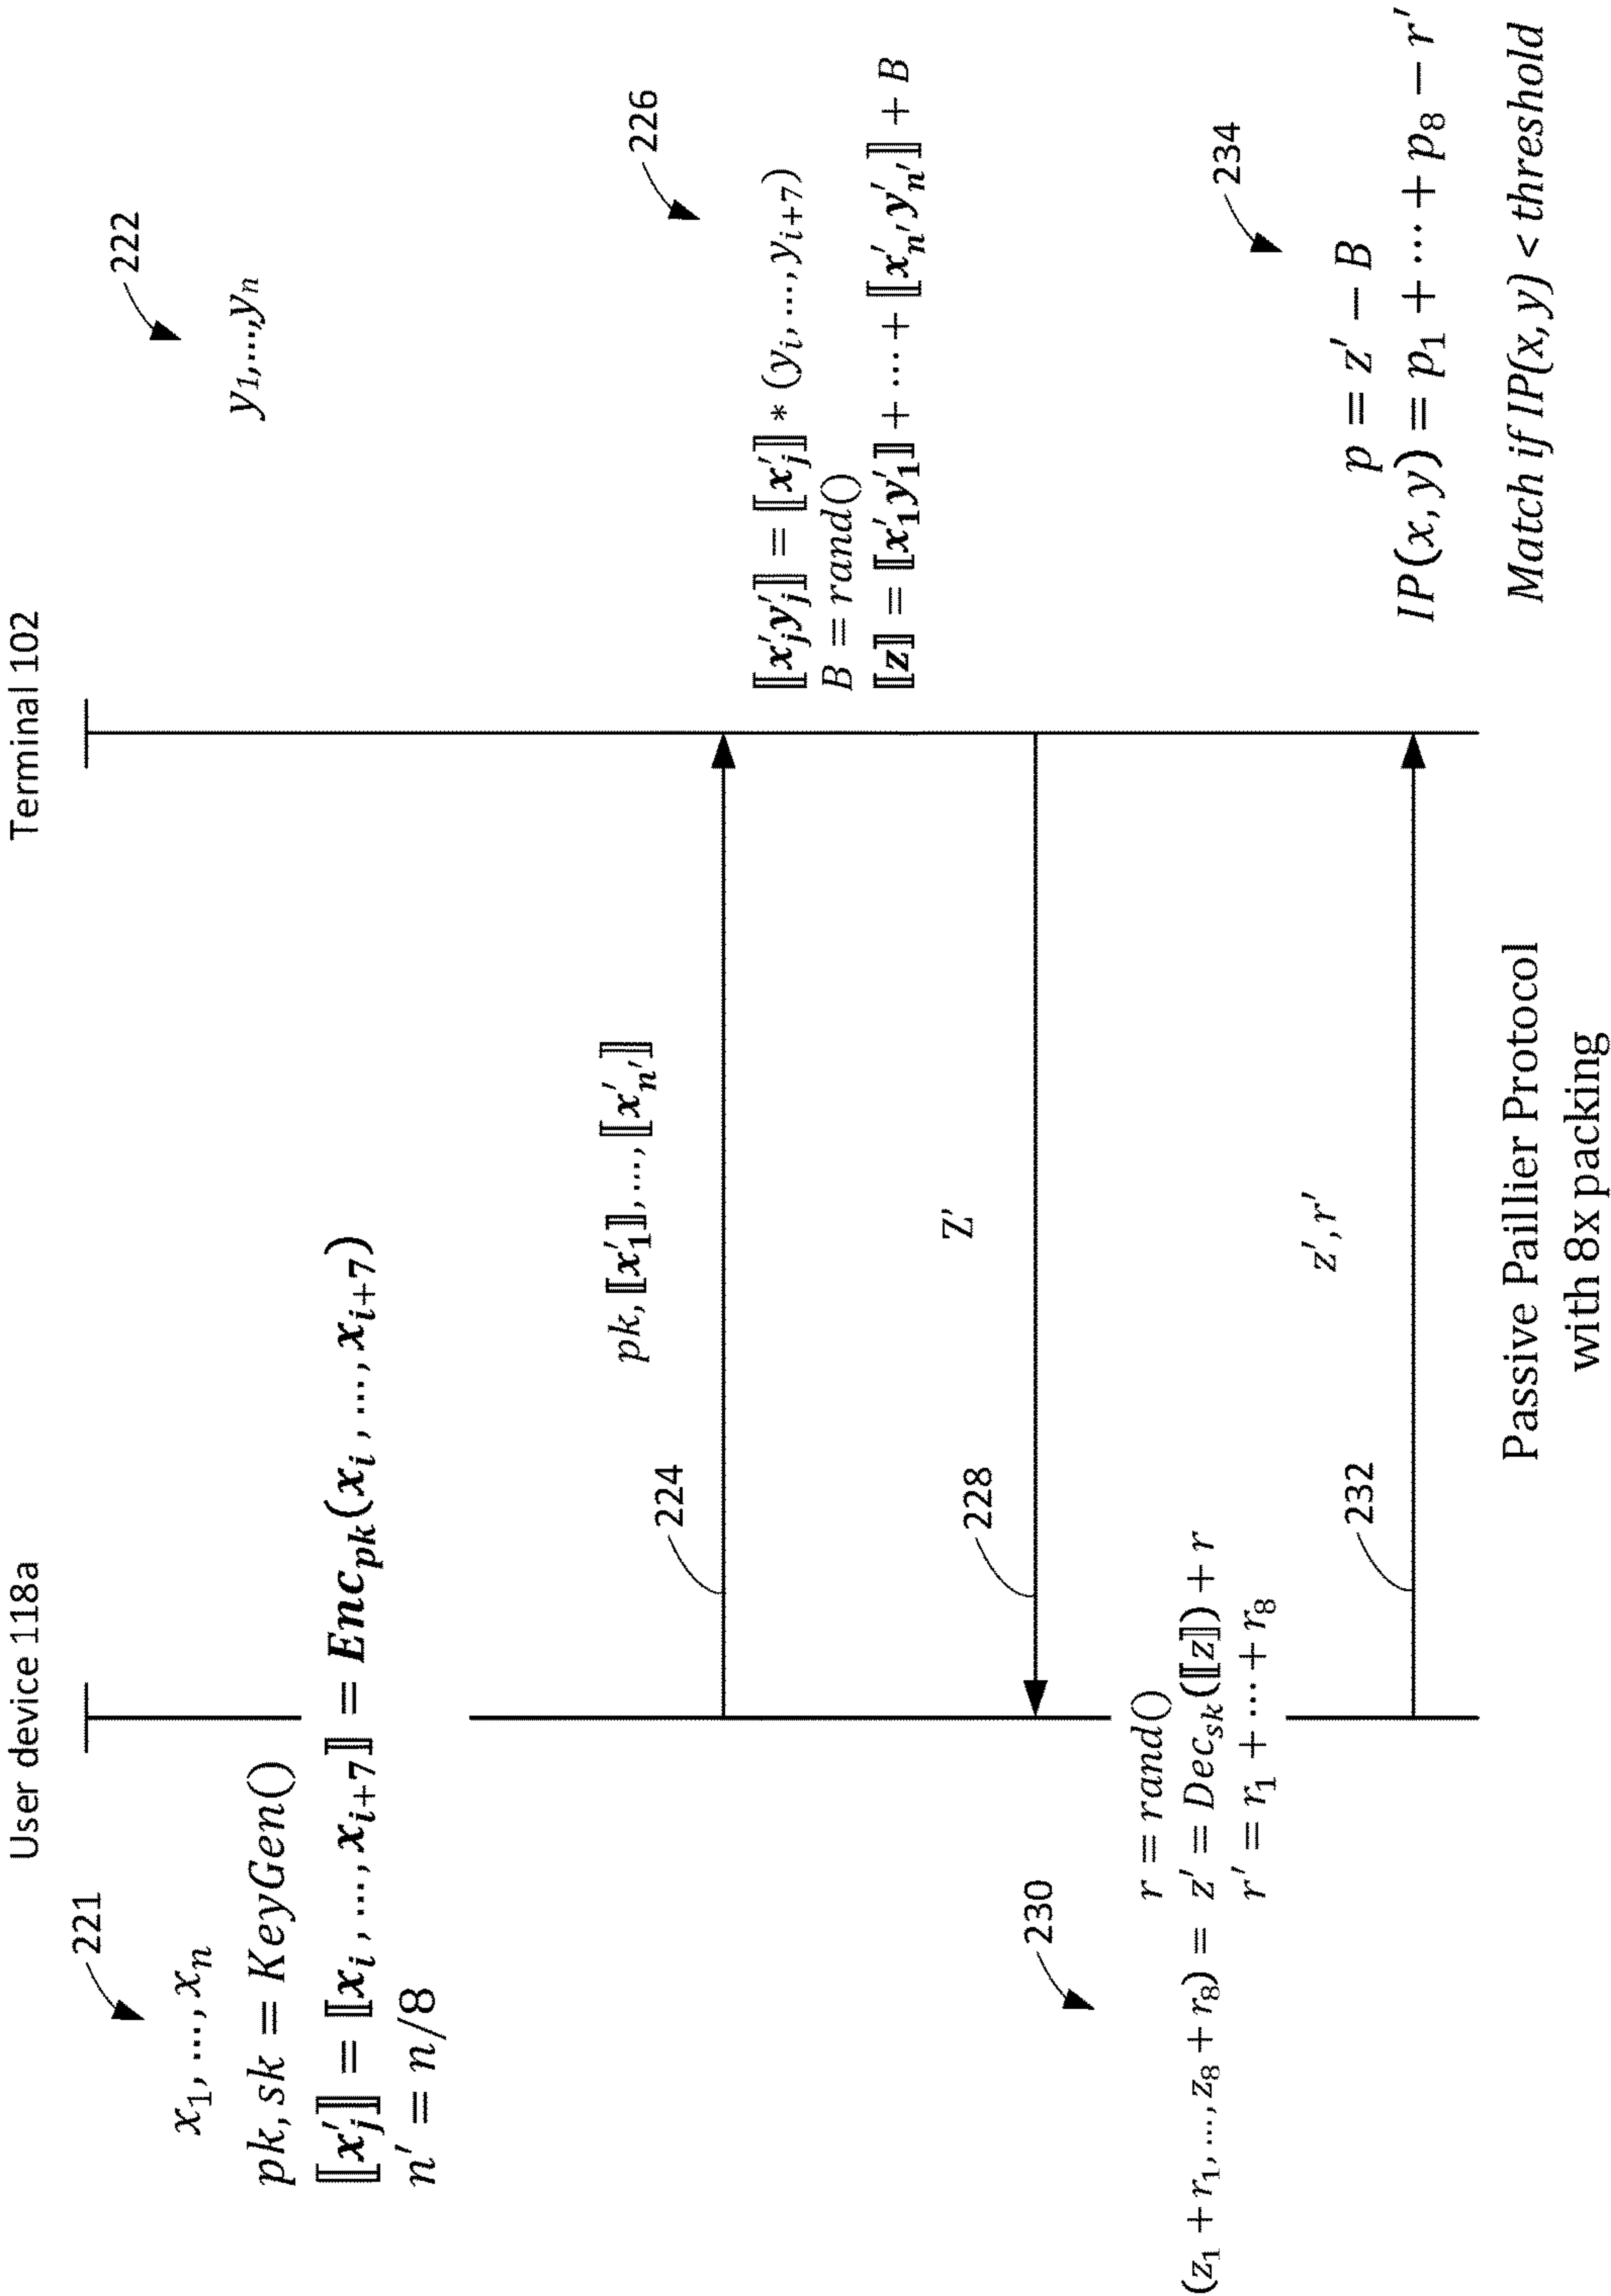 User device 118a
Terminal 102
221
x₁, …, xₙ
pk, sk = KeyGen()
⟦x′ⱼ⟧ = ⟦xᵢ, …, xᵢ₊₇⟧ = Enc_pk(xᵢ, …, xᵢ₊₇)
n′ = n/8
222
y₁,…,yₙ
224
pk, ⟦x′₁⟧, …, ⟦x′ₙ′⟧
226
⟦x′ⱼy′ⱼ⟧ = ⟦x′ⱼ⟧ * (yᵢ, …, yᵢ₊₇)
B = rand()
⟦z⟧ = ⟦x′₁y′₁⟧ + ⋯ + ⟦x′ₙ′y′ₙ′⟧ + B
228
Z'
230
r = rand()
(z₁ + r₁, …, z₈ + r₈) = z′ = Dec_sk(⟦z⟧) + r
r′ = r₁ + ⋯ + r₈
232
z′, r′
234
p = z′ − B
IP(x, y) = p₁ + ⋯ + p₈ − r′
Match if IP(x, y) < threshold
Passive Paillier Protocol
with 8x packing